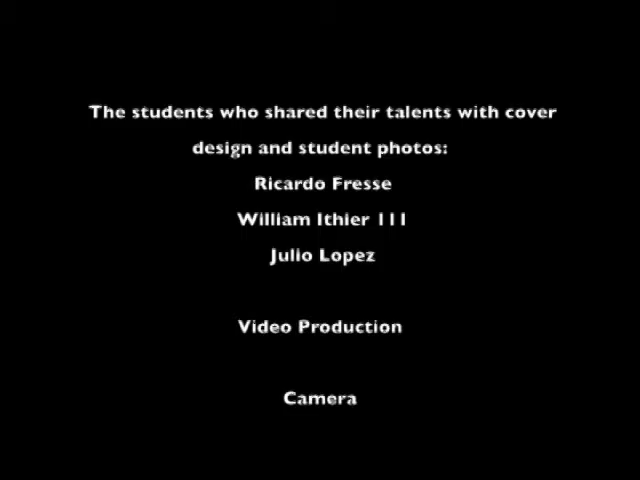 The students who shared their talents with cover
design and student photos:
Ricardo Fresse
William Ithier 111
Julio Lopez
Video Production
Camera